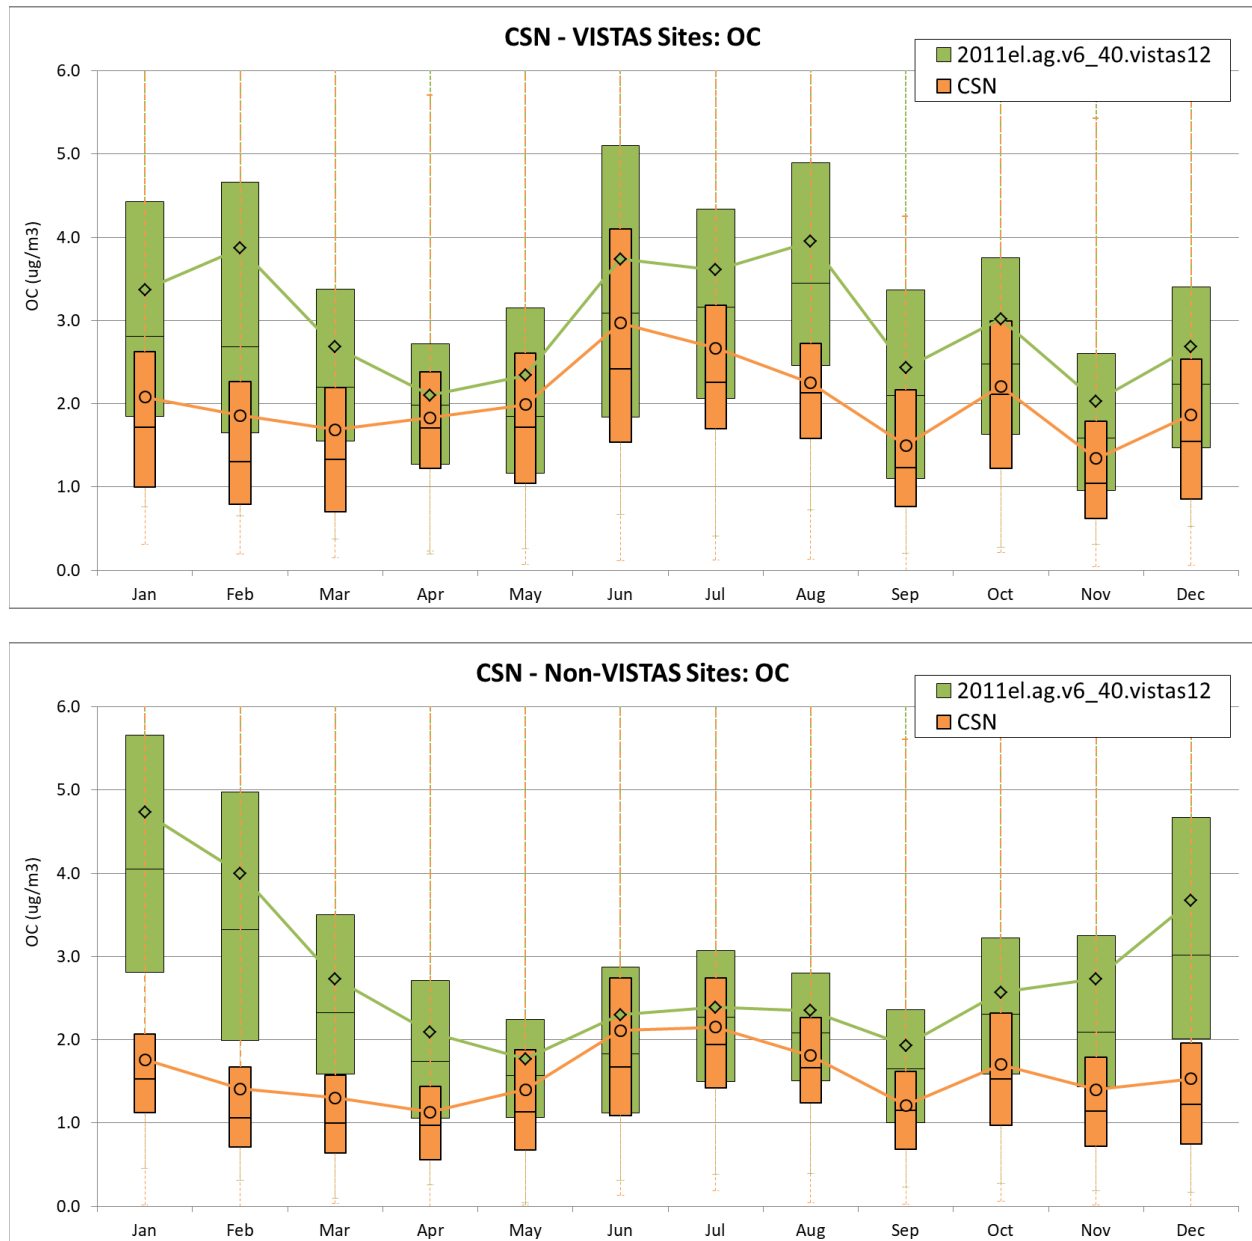 CSN - VISTAS Sites: OC
2011el.ag.v6_40.vistas12
CSN
OC (ug/m3)
6.0
5.0
4.0
3.0
2.0
1.0
0.0
Jan Feb Mar Apr May Jun Jul Aug Sep Oct Nov Dec
CSN - Non-VISTAS Sites: OC
2011el.ag.v6_40.vistas12
CSN
OC (ug/m3)
6.0
5.0
4.0
3.0
2.0
1.0
0.0
Jan Feb Mar Apr May Jun Jul Aug Sep Oct Nov Dec